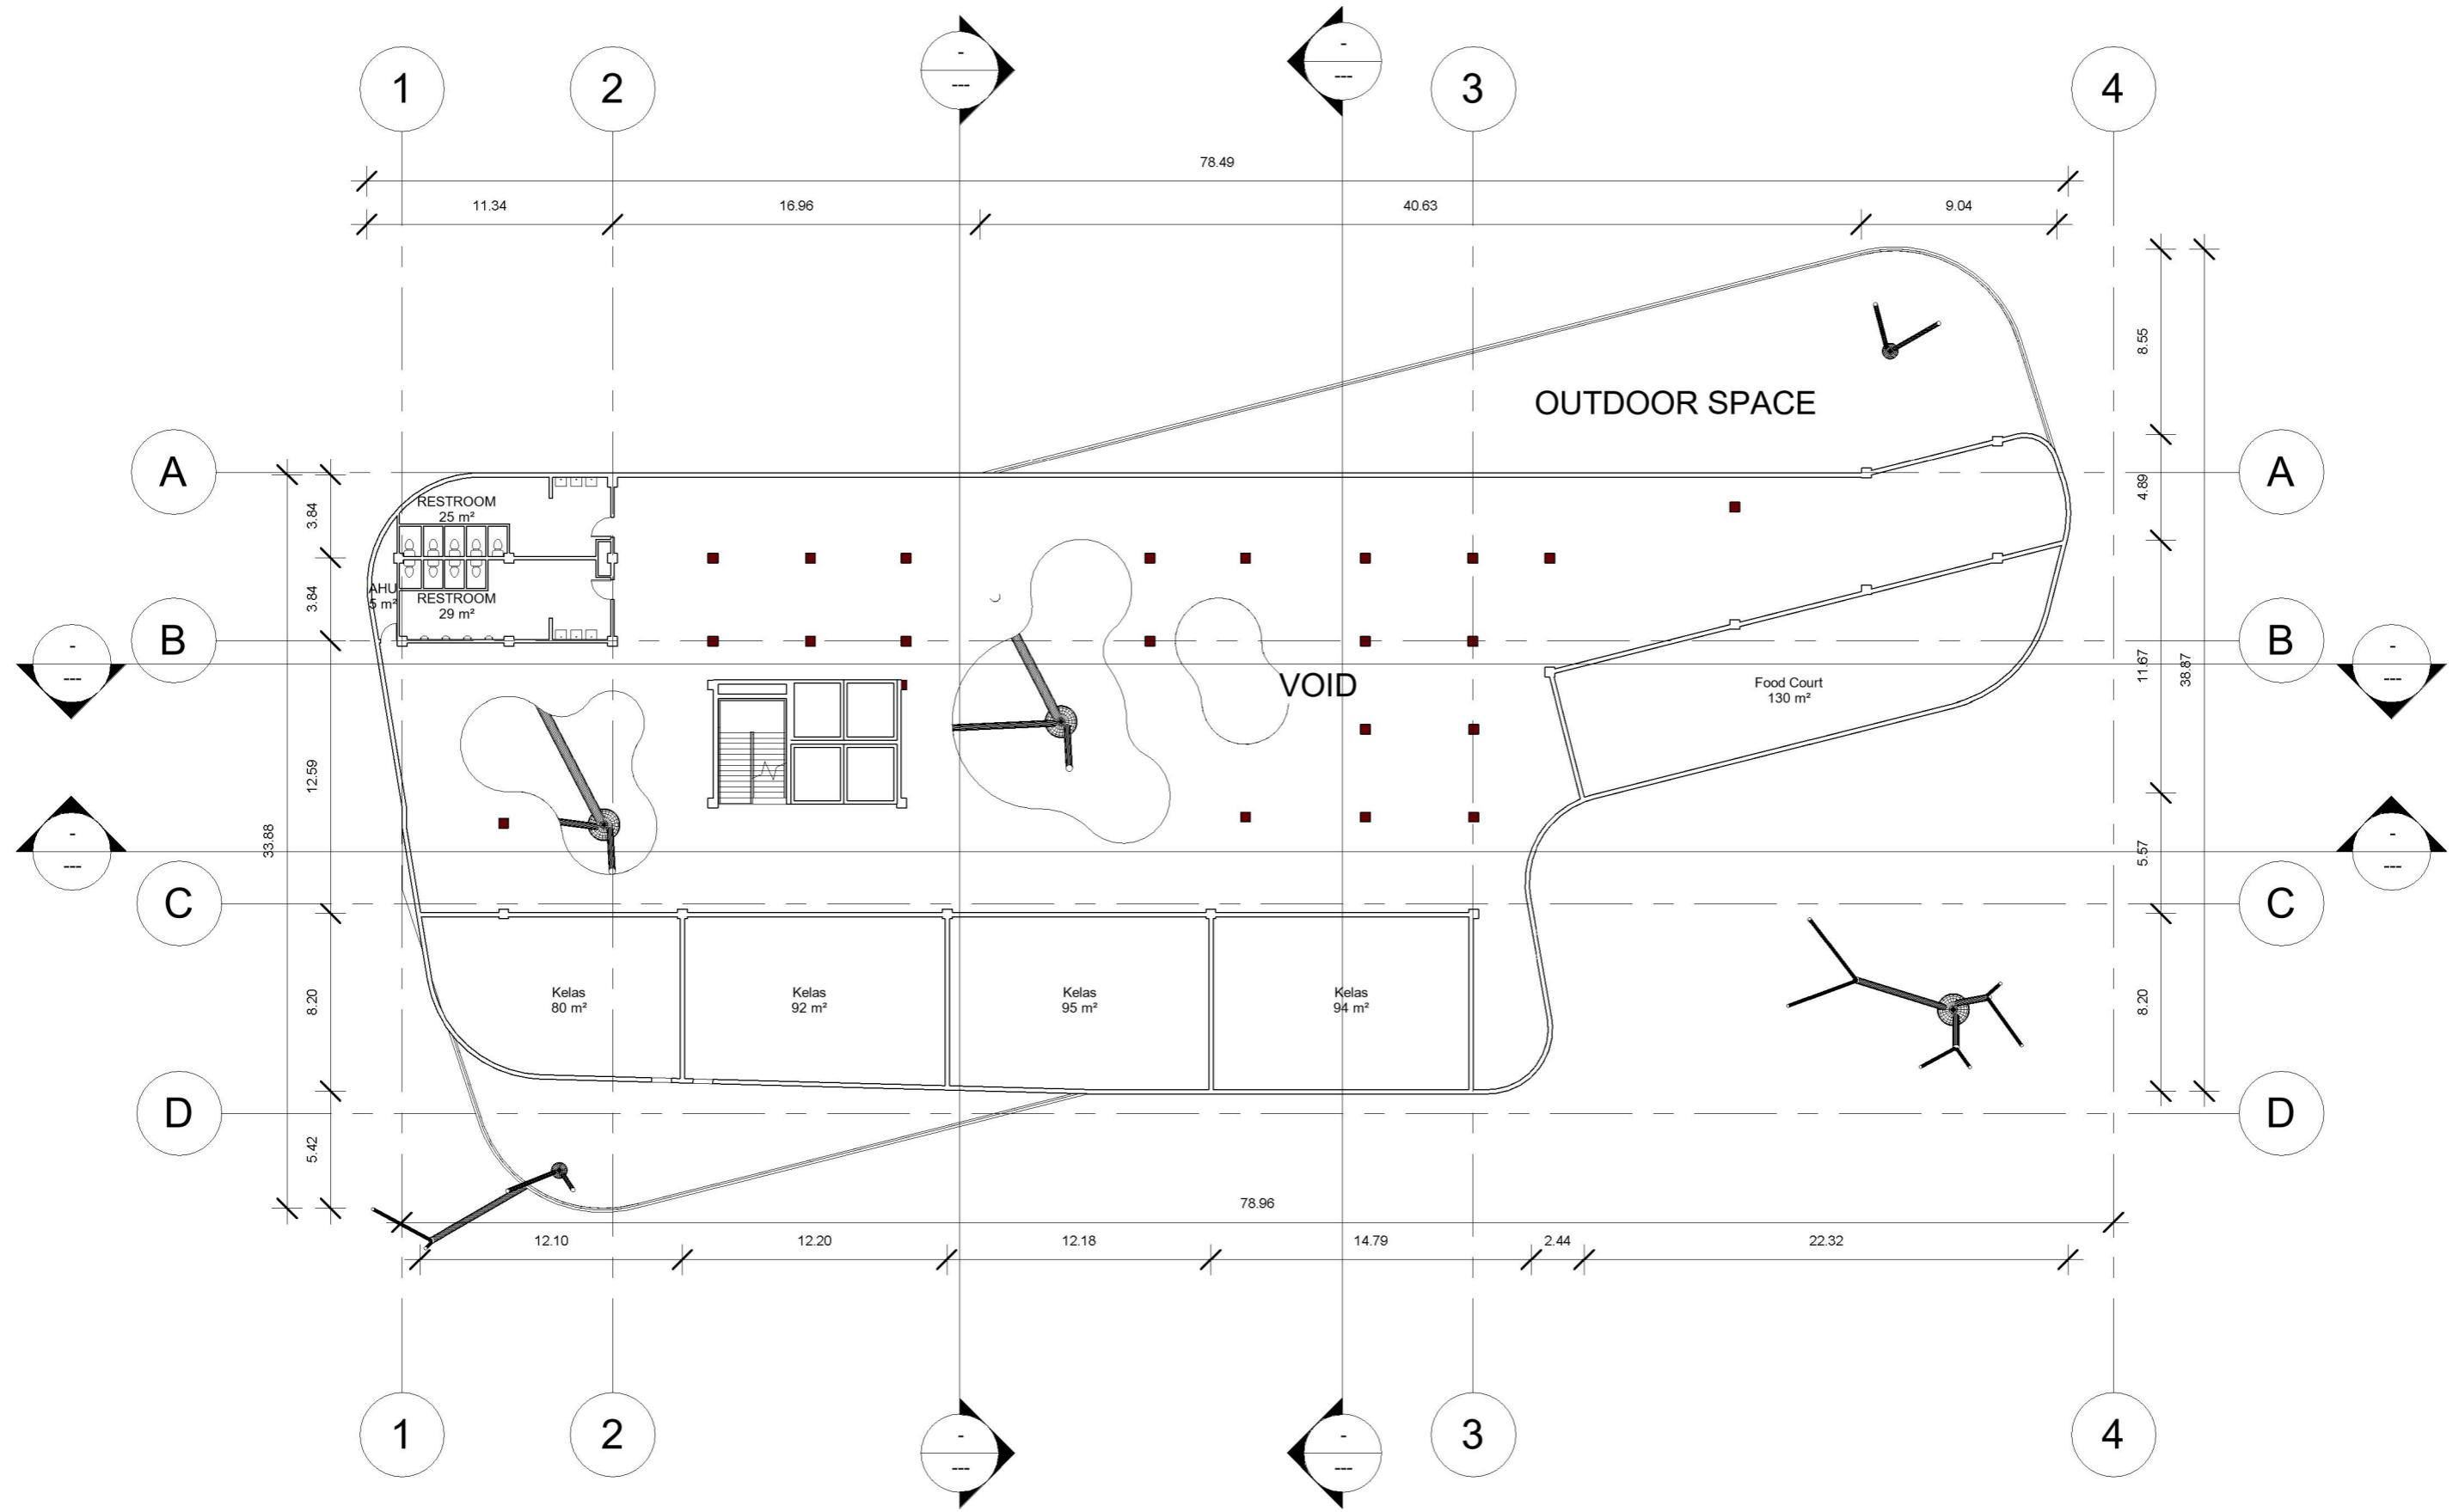 -
---
-
---
1
2
3
4
78.49
11.34
16.96
40.63
9.04
8.55
OUTDOOR SPACE
A
A
RESTROOM
25 m²
3.84
4.89
AHU
5 m²
RESTROOM
29 m²
3.84
B
B
-
---
-
---
VOID
Food Court
130 m²
11.67
38.87
12.59
33.88
-
---
-
---
5.57
C
C
Kelas
80 m²
Kelas
92 m²
Kelas
95 m²
Kelas
94 m²
8.20
8.20
D
D
5.42
78.96
12.10
12.20
12.18
14.79
2.44
22.32
1
2
3
4
-
---
-
---